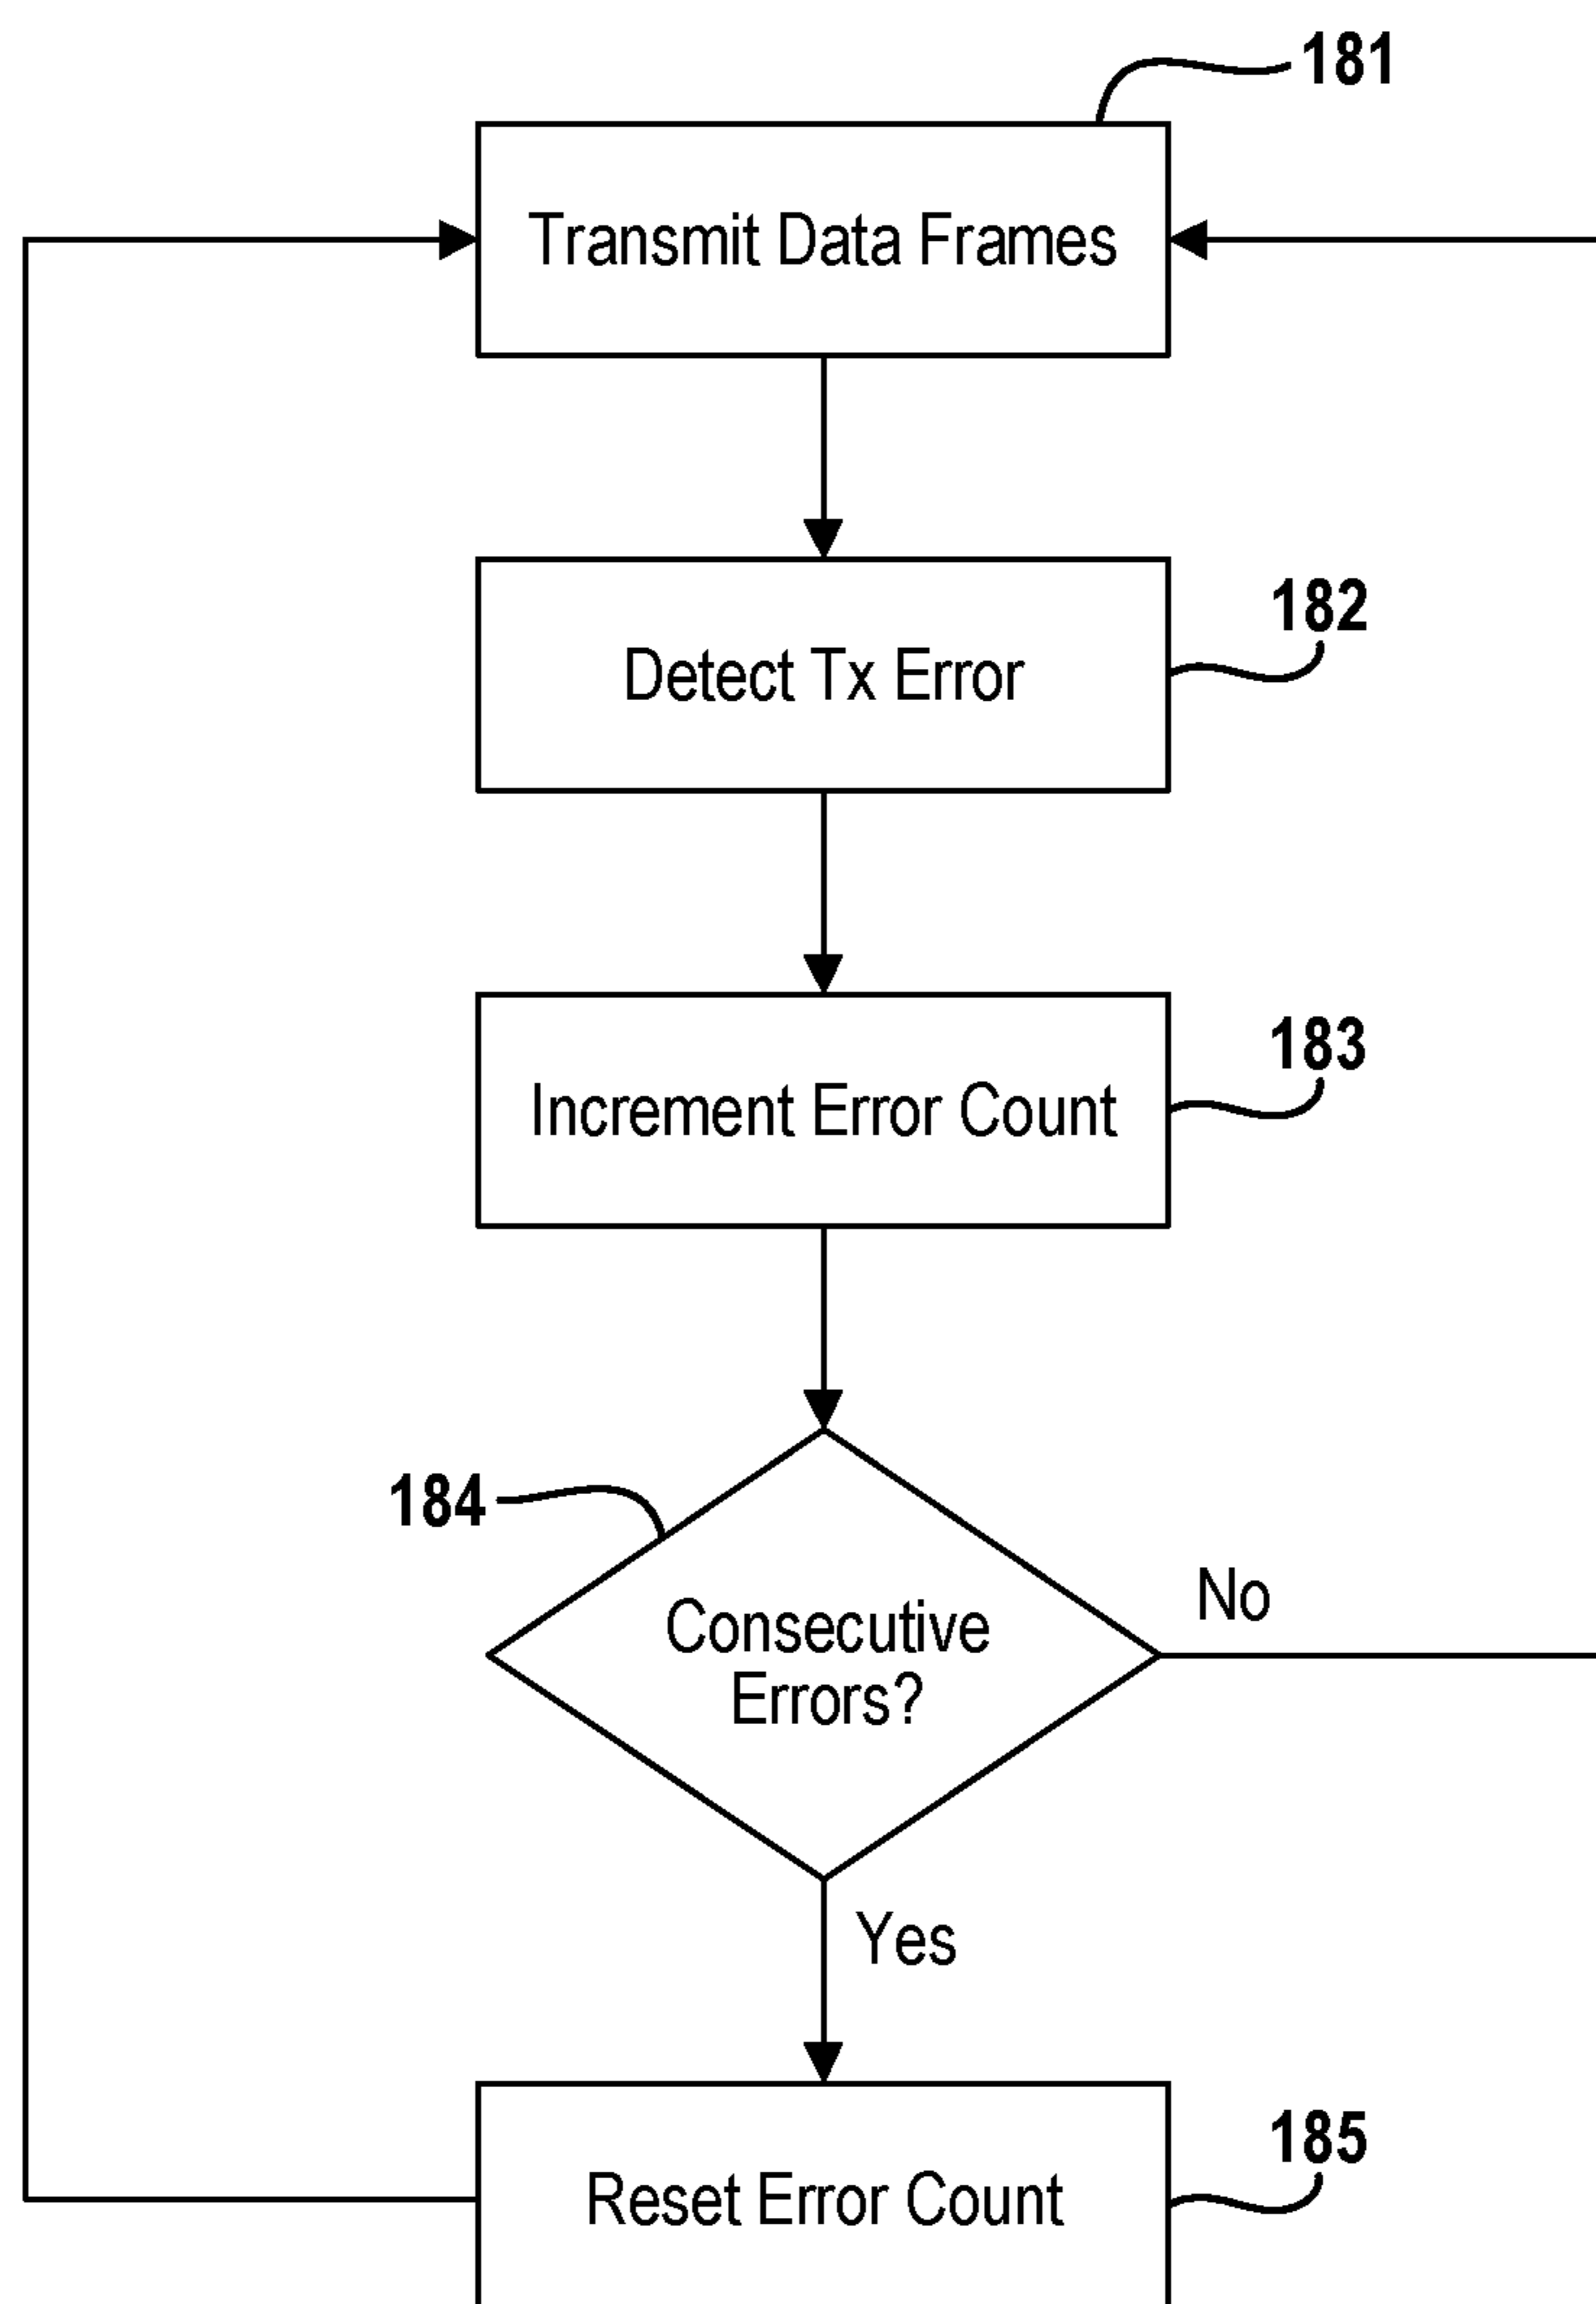 181
Transmit Data Frames
182
Detect Tx Error
183
Increment Error Count
184
Consecutive
Errors?
No
Yes
185
Reset Error Count